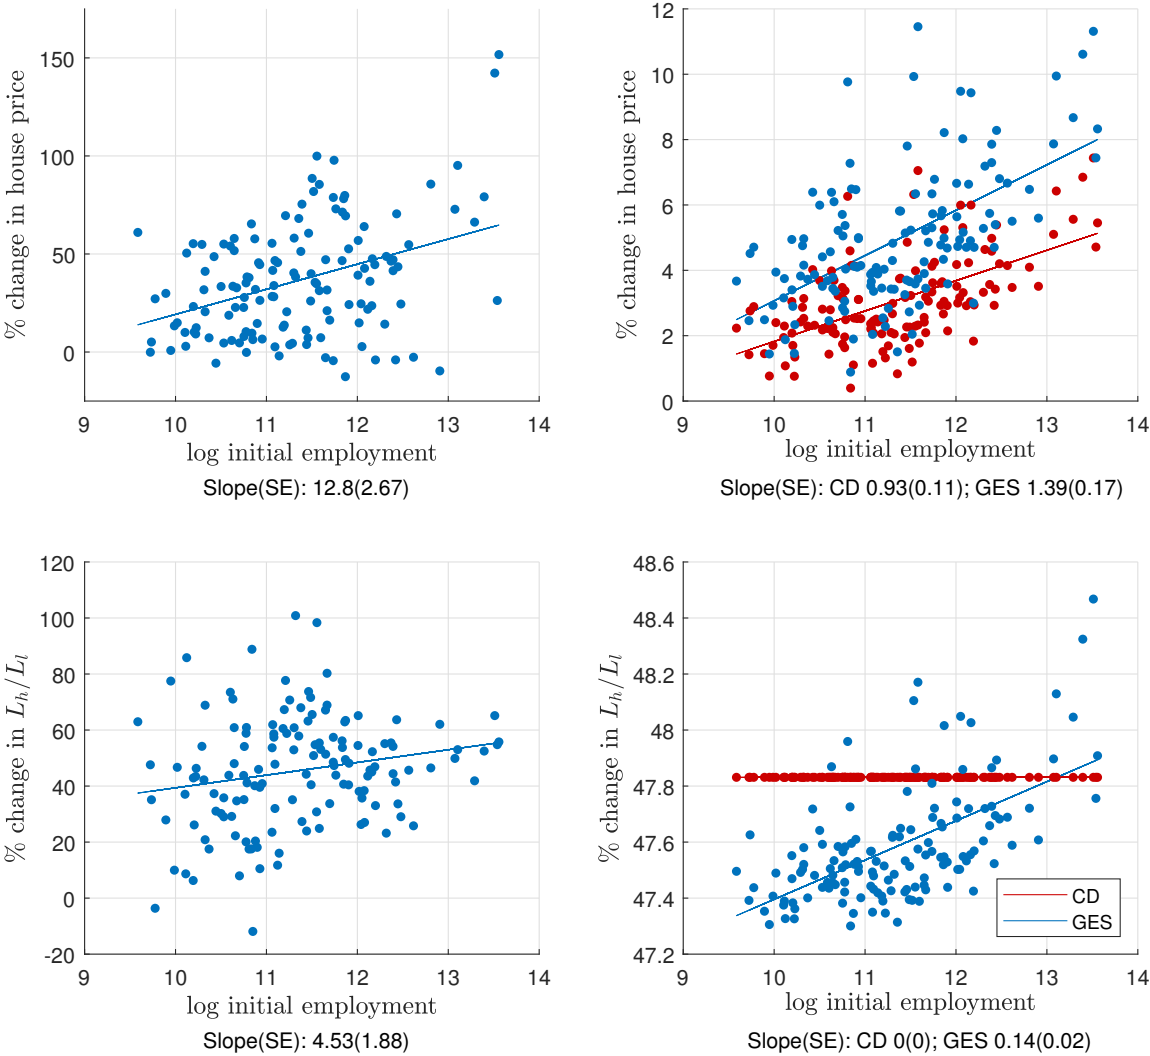 % change in house price
150
100
50
0
9 10 11 12 13 14
log initial employment
Slope(SE): 12.8(2.67)
% change in house price
12
10
8
6
4
2
0
9 10 11 12 13 14
log initial employment
Slope(SE): CD 0.93(0.11); GES 1.39(0.17)
% change in L_h/L_l
120
100
80
60
40
20
0
-20
9 10 11 12 13 14
log initial employment
Slope(SE): 4.53(1.88)
% change in L_h/L_l
48.6
48.4
48.2
48
47.8
47.6
47.4
47.2
CD
GES
9 10 11 12 13 14
log initial employment
Slope(SE): CD 0(0); GES 0.14(0.02)